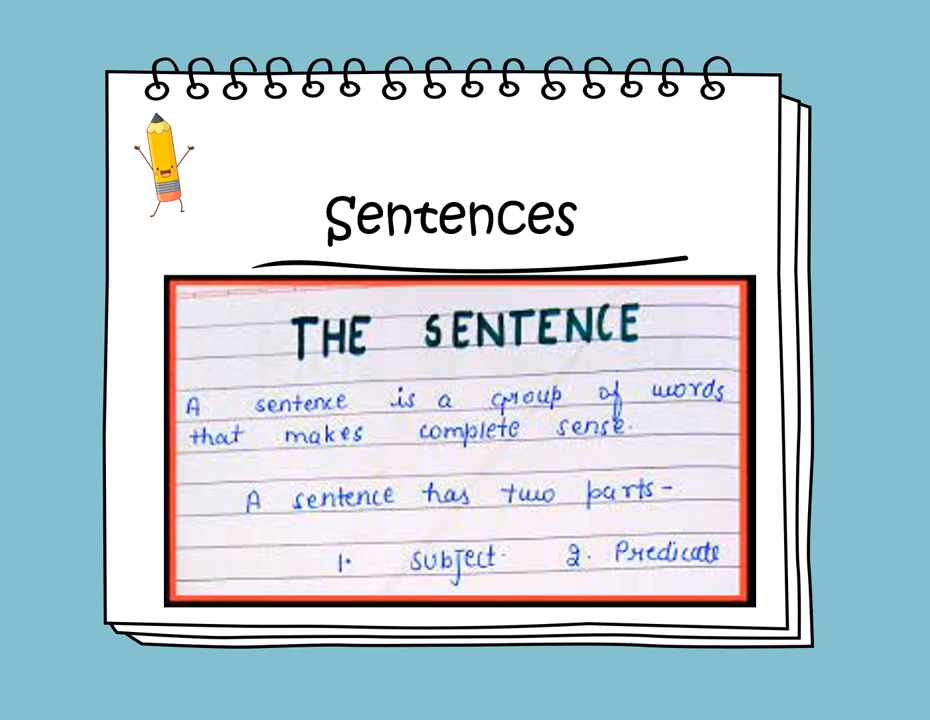 Sentences
THE SENTENCE
A sentence is a group of words
that makes complete sense.
A sentence has two parts-
1. Subject. 2. Predicate